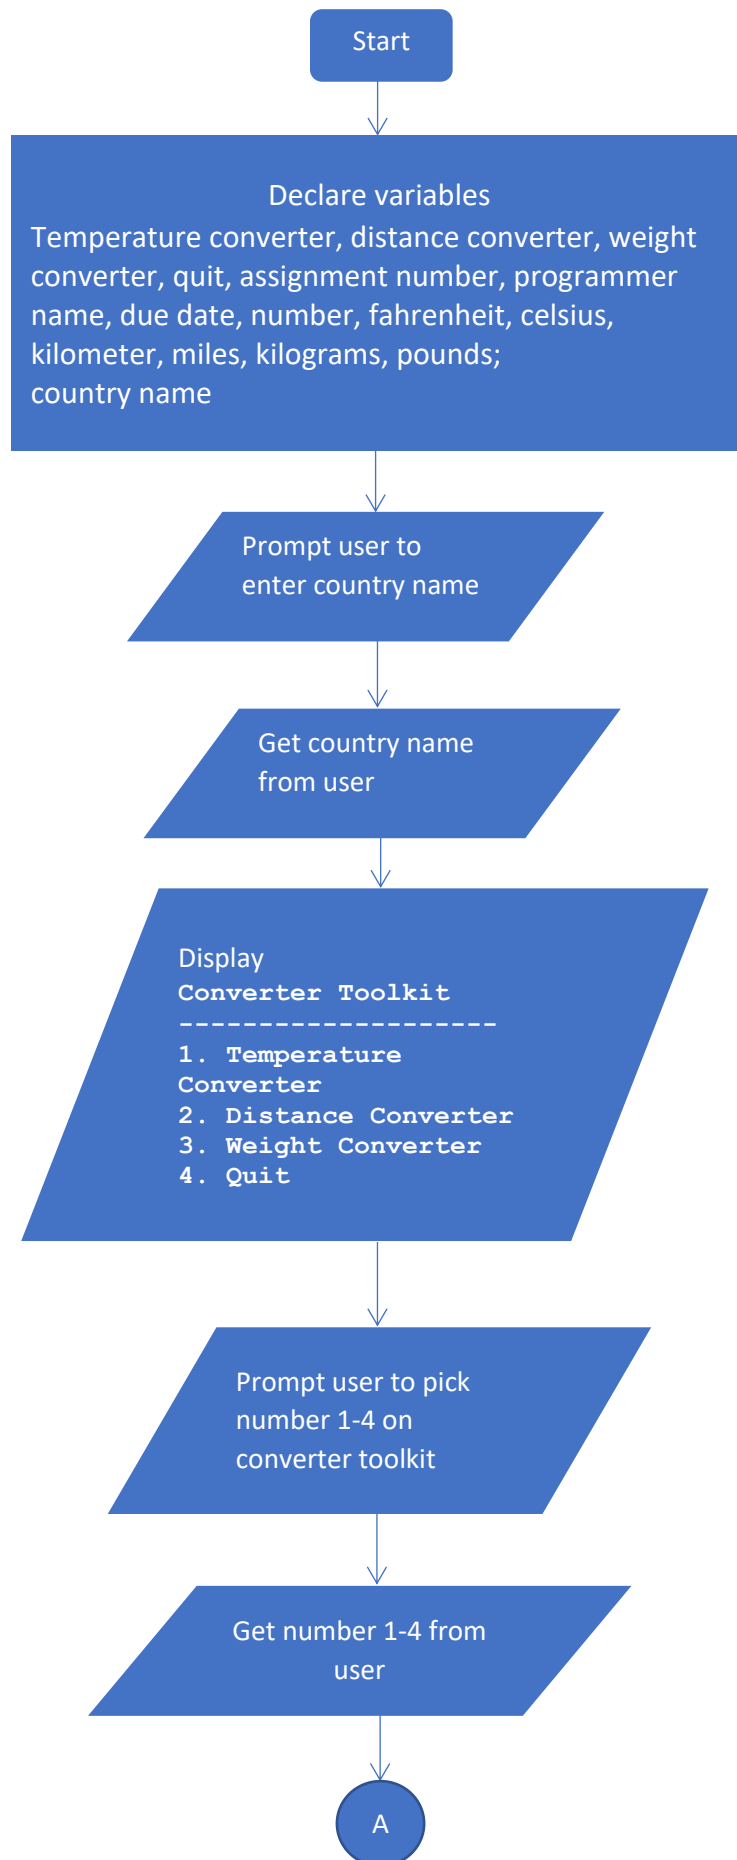 Start
Declare variables
Temperature converter, distance converter, weight
converter, quit, assignment number, programmer
name, due date, number, fahrenheit, celsius,
kilometer, miles, kilograms, pounds;
country name
Prompt user to
enter country name
Get country name
from user
Display
Converter Toolkit
--------------------
1. Temperature
Converter
2. Distance Converter
3. Weight Converter
4. Quit
Prompt user to pick
number 1-4 on
converter toolkit
Get number 1-4 from
user
A